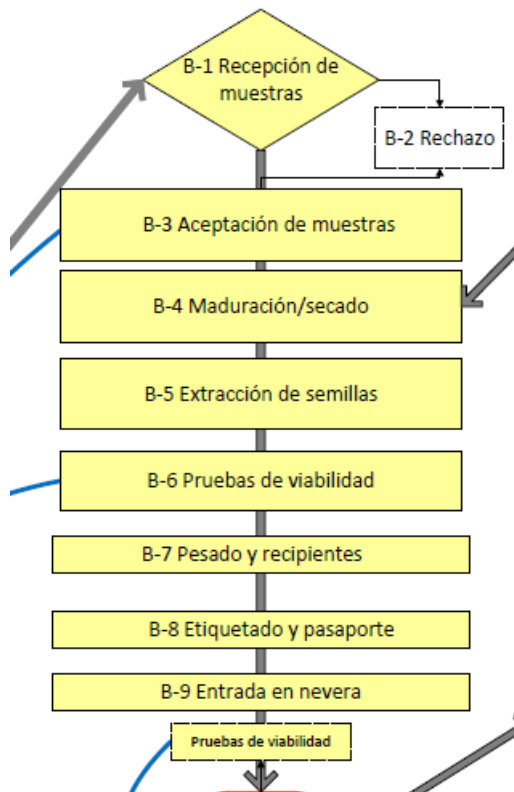 B-1 Recepción de
muestras
B-2 Rechazo
B-3 Aceptación de muestras
B-4 Maduración/secado
B-5 Extracción de semillas
B-6 Pruebas de viabilidad
B-7 Pesado y recipientes
B-8 Etiquetado y pasaporte
B-9 Entrada en nevera
Pruebas de viabilidad